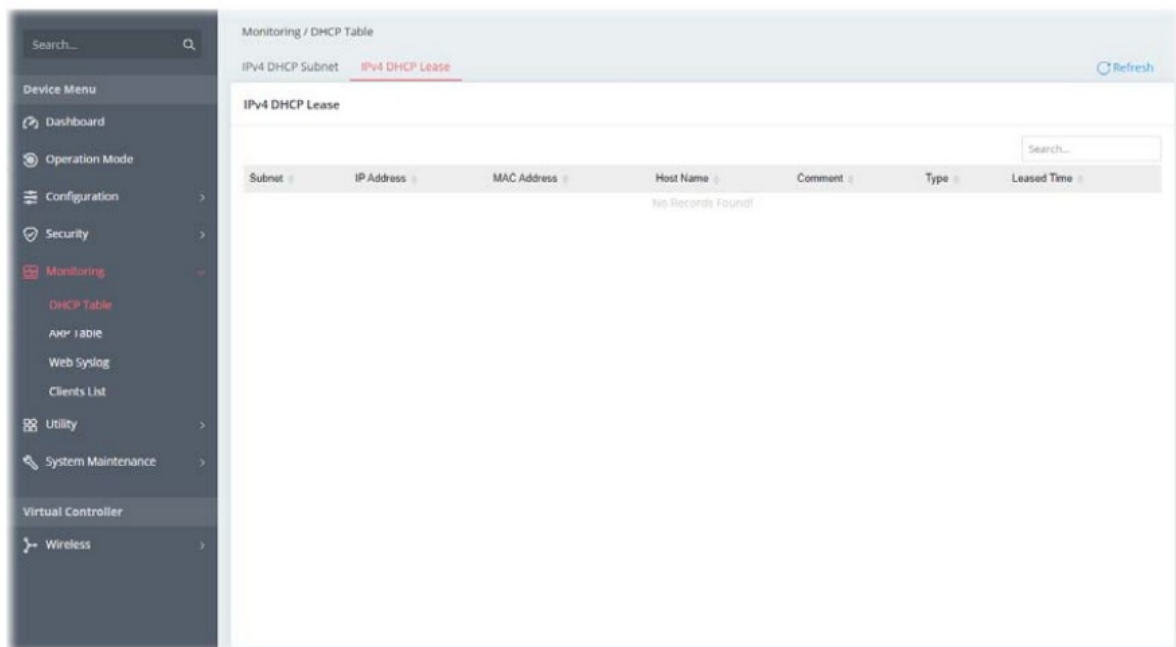 Search...
Device Menu
Dashboard
Operation Mode
Configuration
Security
Monitoring
DHCP Table
ARP Table
Web Syslog
Clients List
Utility
System Maintenance
Virtual Controller
Wireless
Monitoring / DHCP Table
IPv4 DHCP Subnet IPv4 DHCP Lease Refresh
IPv4 DHCP Lease
Search...
Subnet IP Address MAC Address Host Name Comment Type Leased Time
No Records Found!